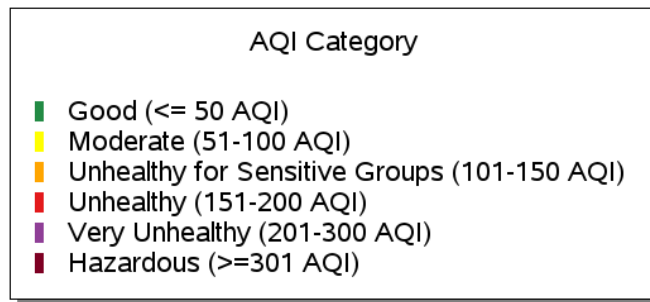 AQI Category
Good (<= 50 AQI)
Moderate (51-100 AQI)
Unhealthy for Sensitive Groups (101-150 AQI)
Unhealthy (151-200 AQI)
Very Unhealthy (201-300 AQI)
Hazardous (>=301 AQI)